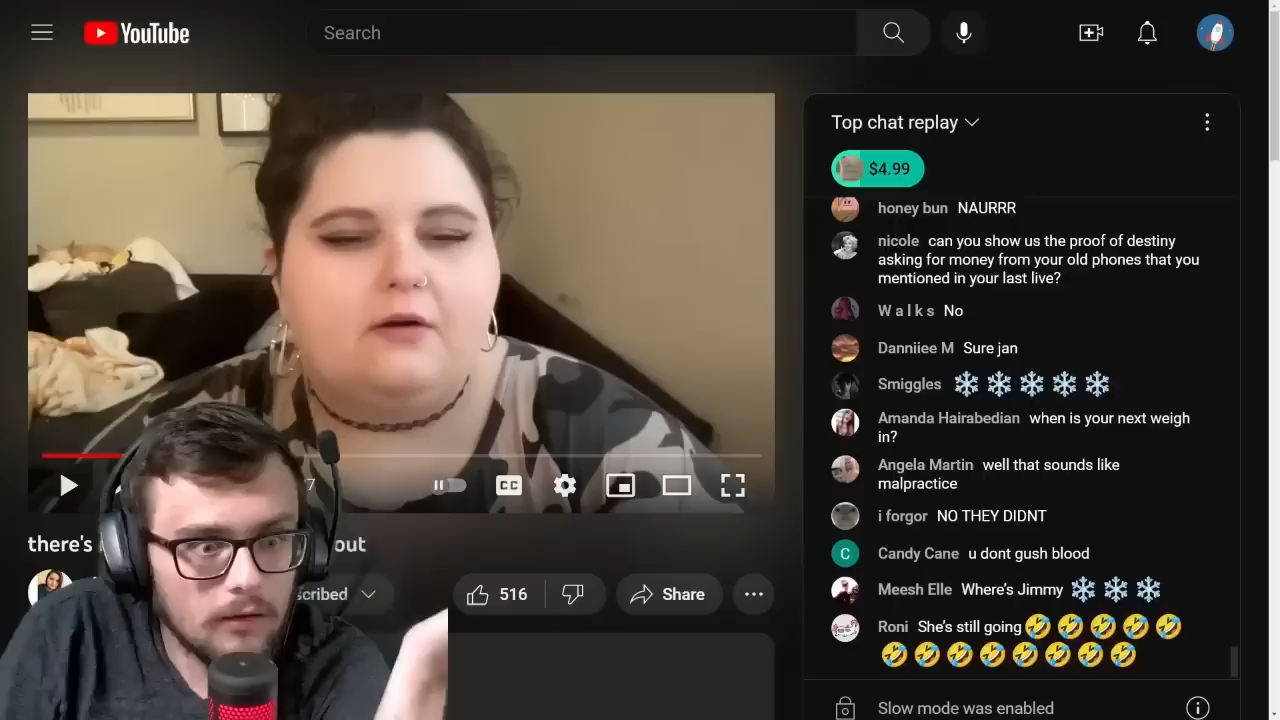 YouTube
Search
Top chat replay
$4.99
honey bun NAURRR
nicole can you show us the proof of destiny
asking for money from your old phones that you
mentioned in your last live?
W a l k s No
Danniiee M Sure jan
Smiggles
Amanda Hairabedian when is your next weigh
in?
Angela Martin well that sounds like
malpractice
i forgor NO THEY DIDNT
C Candy Cane u dont gush blood
Meesh Elle Where's Jimmy
Roni She's still going
Slow mode was enabled
7
CC
there's
out
scribed
516
Share